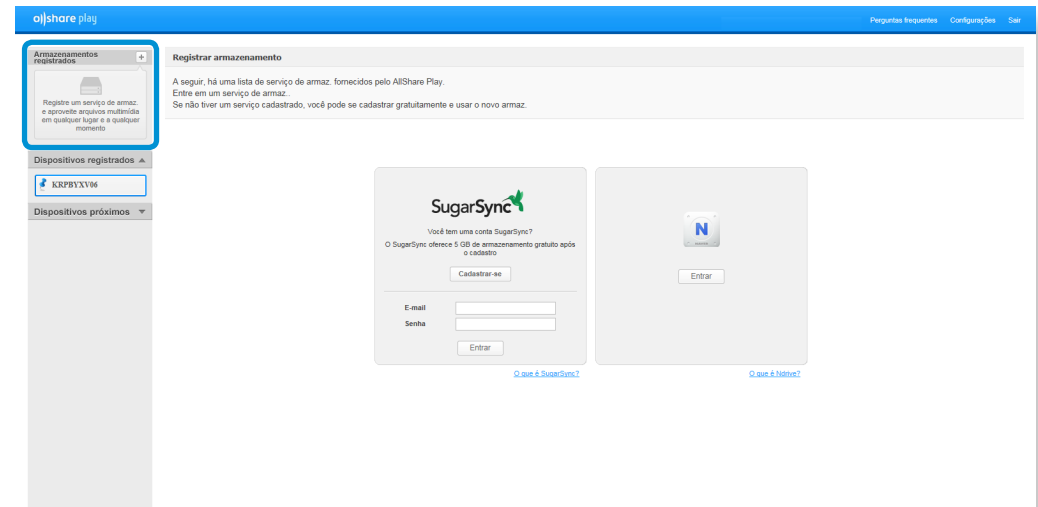 allshare play
Perguntas frequentes Configurações Sair
Armazenamentos
registrados +
Registre um serviço de armaz.
e aproveite arquivos multimídia
em qualquer lugar e a qualquer
momento
Dispositivos registrados
KRPBYXV06
Dispositivos próximos
Registrar armazenamento
A seguir, há uma lista de serviço de armaz. fornecidos pelo AllShare Play.
Entre em um serviço de armaz..
Se não tiver um serviço cadastrado, você pode se cadastrar gratuitamente e usar o novo armaz.
SugarSync
Você tem uma conta SugarSync?
O SugarSync oferece 5 GB de armazenamento gratuito após
o cadastro
Cadastrar-se
E-mail
Senha
Entrar
O que é SugarSync?
N
Entrar
O que é Ndrive?